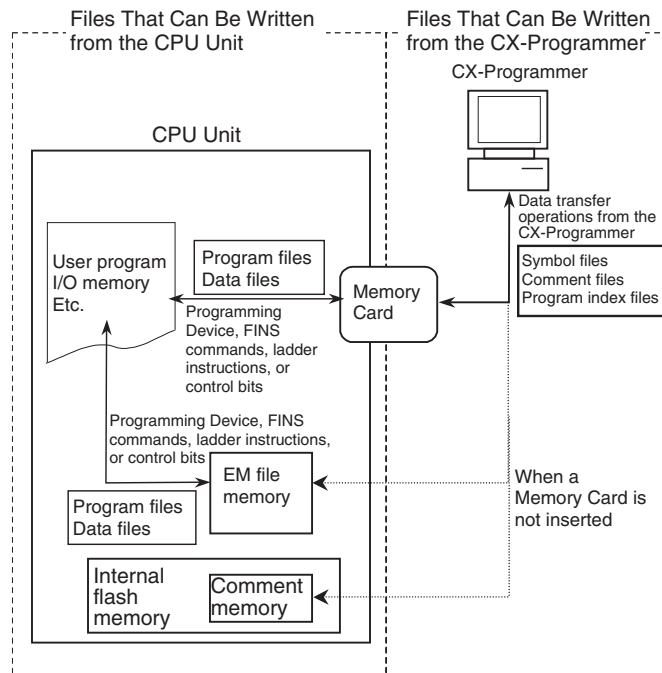 Files That Can Be Written
from the CPU Unit
Files That Can Be Written
from the CX-Programmer
CX-Programmer
CPU Unit
Data transfer
operations from the
CX-Programmer
Symbol files
Comment files
Program index files
User program
I/O memory
Etc.
Program files
Data files
Memory
Card
Programming
Device, FINS
commands, ladder
instructions, or
control bits
Programming Device, FINS
commands, ladder instructions,
or control bits
EM file
memory
Program files
Data files
When a
Memory Card is
not inserted
Internal
flash
memory
Comment
memory